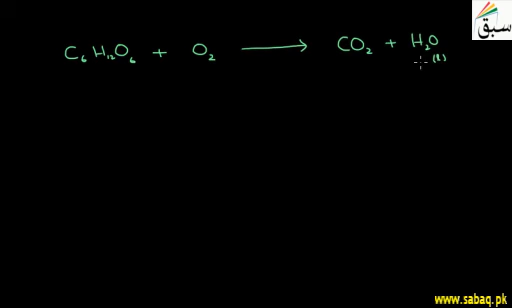 سبق
C₆H₁₂O₆ + O₂ ⟶ CO₂ + H₂O(l)
www.sabaq.pk